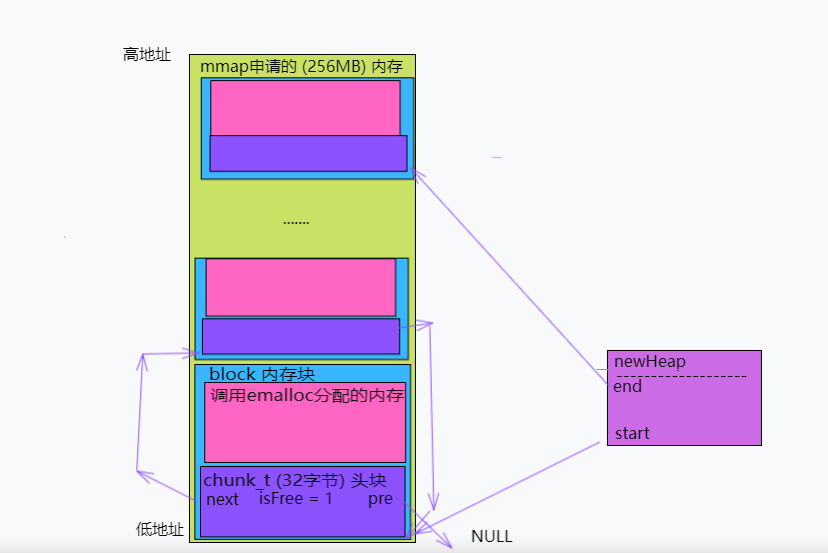 高地址
mmap申请的 (256MB) 内存
.......
block 内存块
调用emalloc分配的内存
chunk_t (32字节) 头块
next isFree = 1 pre
低地址
NULL
newHeap
--------------------
end
start